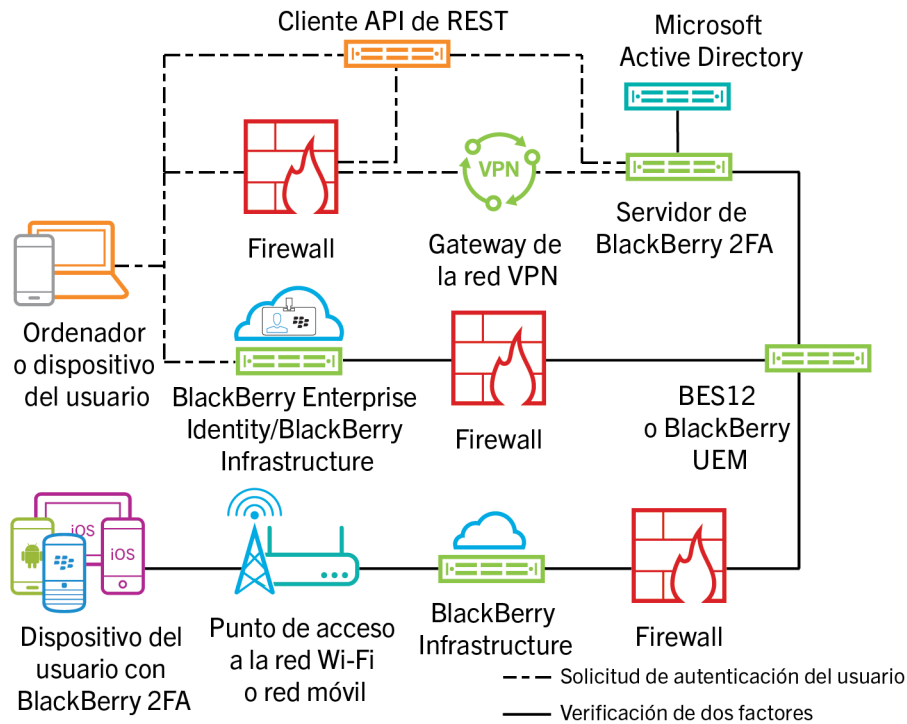 Cliente API de REST
Microsoft
Active Directory
VPN
Firewall
Gateway de
la red VPN
Servidor de
BlackBerry 2FA
Ordenador
o dispositivo
del usuario
BlackBerry Enterprise
Identity/BlackBerry
Infrastructure
Firewall
BES12
o BlackBerry
UEM
iOS
iOS
Dispositivo del
usuario con
BlackBerry 2FA
Punto de acceso
a la red Wi-Fi
o red móvil
BlackBerry
Infrastructure
Firewall
Solicitud de autenticación del usuario
Verificación de dos factores